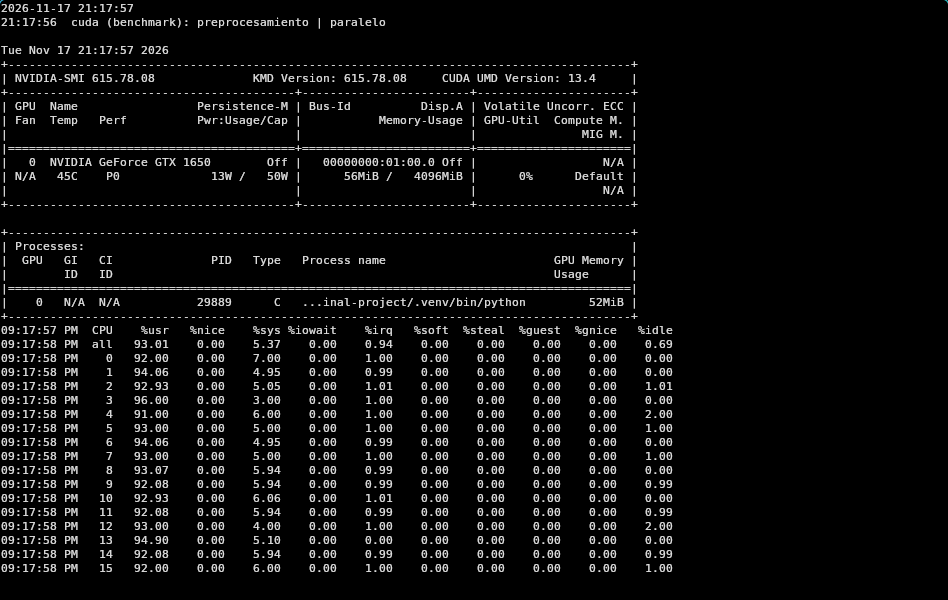 2026-11-17 21:17:57
21:17:56  cuda (benchmark): preprocesamiento | paralelo

Tue Nov 17 21:17:57 2026
+-----------------------------------------------------------------------------------------+
| NVIDIA-SMI 615.78.08              KMD Version: 615.78.08     CUDA UMD Version: 13.4     |
+-----------------------------------------+------------------------+----------------------+
| GPU  Name                 Persistence-M | Bus-Id          Disp.A | Volatile Uncorr. ECC |
| Fan  Temp   Perf          Pwr:Usage/Cap |           Memory-Usage | GPU-Util  Compute M. |
|                                         |                        |               MIG M. |
|=========================================+========================+======================|
|   0  NVIDIA GeForce GTX 1650        Off |   00000000:01:00.0 Off |                  N/A |
| N/A   45C    P0             13W /   50W |      56MiB /   4096MiB |      0%      Default |
|                                         |                        |                  N/A |
+-----------------------------------------+------------------------+----------------------+

+-----------------------------------------------------------------------------------------+
| Processes:                                                                              |
|  GPU   GI   CI              PID   Type   Process name                        GPU Memory |
|        ID   ID                                                               Usage      |
|=========================================================================================|
|    0   N/A  N/A           29889      C   ...inal-project/.venv/bin/python         52MiB |
+-----------------------------------------------------------------------------------------+
09:17:57 PM  CPU    %usr   %nice    %sys %iowait    %irq   %soft  %steal  %guest  %gnice   %idle
09:17:58 PM  all   93.01    0.00    5.37    0.00    0.94    0.00    0.00    0.00    0.00    0.69
09:17:58 PM    0   92.00    0.00    7.00    0.00    1.00    0.00    0.00    0.00    0.00    0.00
09:17:58 PM    1   94.06    0.00    4.95    0.00    0.99    0.00    0.00    0.00    0.00    0.00
09:17:58 PM    2   92.93    0.00    5.05    0.00    1.01    0.00    0.00    0.00    0.00    1.01
09:17:58 PM    3   96.00    0.00    3.00    0.00    1.00    0.00    0.00    0.00    0.00    0.00
09:17:58 PM    4   91.00    0.00    6.00    0.00    1.00    0.00    0.00    0.00    0.00    2.00
09:17:58 PM    5   93.00    0.00    5.00    0.00    1.00    0.00    0.00    0.00    0.00    1.00
09:17:58 PM    6   94.06    0.00    4.95    0.00    0.99    0.00    0.00    0.00    0.00    0.00
09:17:58 PM    7   93.00    0.00    5.00    0.00    1.00    0.00    0.00    0.00    0.00    1.00
09:17:58 PM    8   93.07    0.00    5.94    0.00    0.99    0.00    0.00    0.00    0.00    0.00
09:17:58 PM    9   92.08    0.00    5.94    0.00    0.99    0.00    0.00    0.00    0.00    0.99
09:17:58 PM   10   92.93    0.00    6.06    0.00    1.01    0.00    0.00    0.00    0.00    0.00
09:17:58 PM   11   92.08    0.00    5.94    0.00    0.99    0.00    0.00    0.00    0.00    0.99
09:17:58 PM   12   93.00    0.00    4.00    0.00    1.00    0.00    0.00    0.00    0.00    2.00
09:17:58 PM   13   94.90    0.00    5.10    0.00    0.00    0.00    0.00    0.00    0.00    0.00
09:17:58 PM   14   92.08    0.00    5.94    0.00    0.99    0.00    0.00    0.00    0.00    0.99
09:17:58 PM   15   92.00    0.00    6.00    0.00    1.00    0.00    0.00    0.00    0.00    1.00